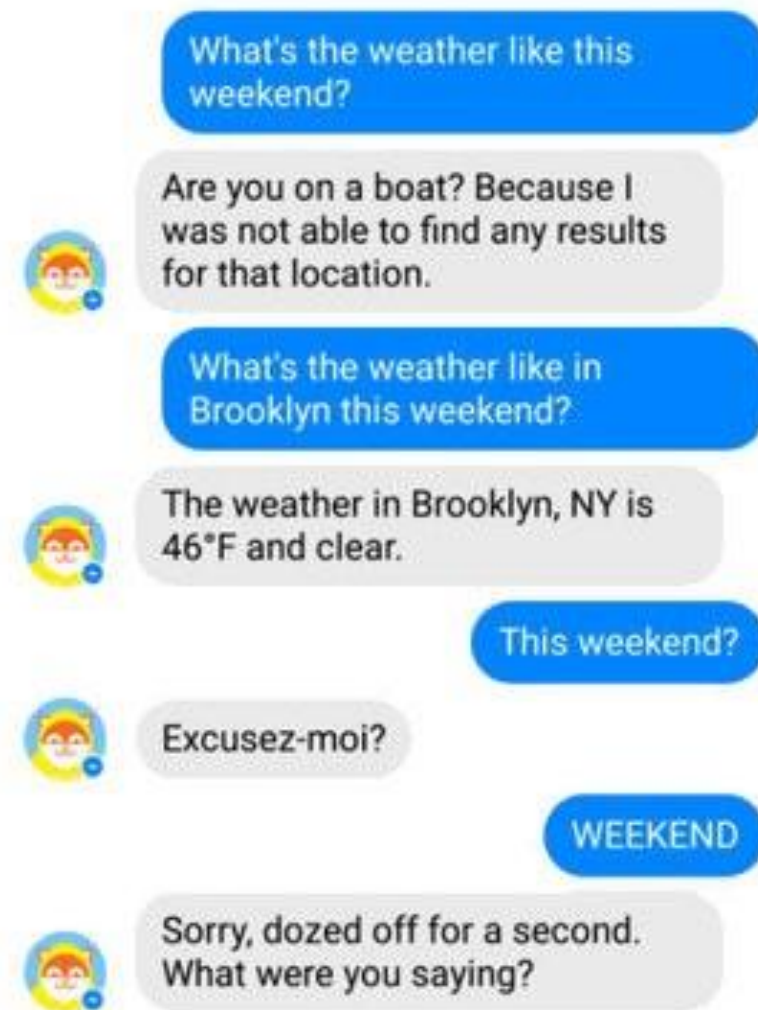 What's the weather like this
weekend?
Are you on a boat? Because I
was not able to find any results
for that location.
What's the weather like in
Brooklyn this weekend?
The weather in Brooklyn, NY is
46°F and clear.
This weekend?
Excusez-moi?
WEEKEND
Sorry, dozed off for a second.
What were you saying?